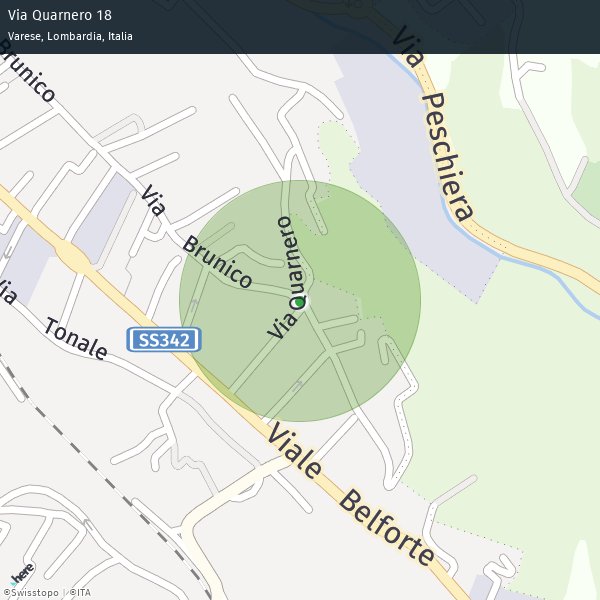 Via Quarnero 18
Varese, Lombardia, Italia
Brunico
Via Peschiera
Via Brunico
Via Quarnero
Via Tonale
SS342
Viale Belforte
here
©Swisstopo | ©ITA